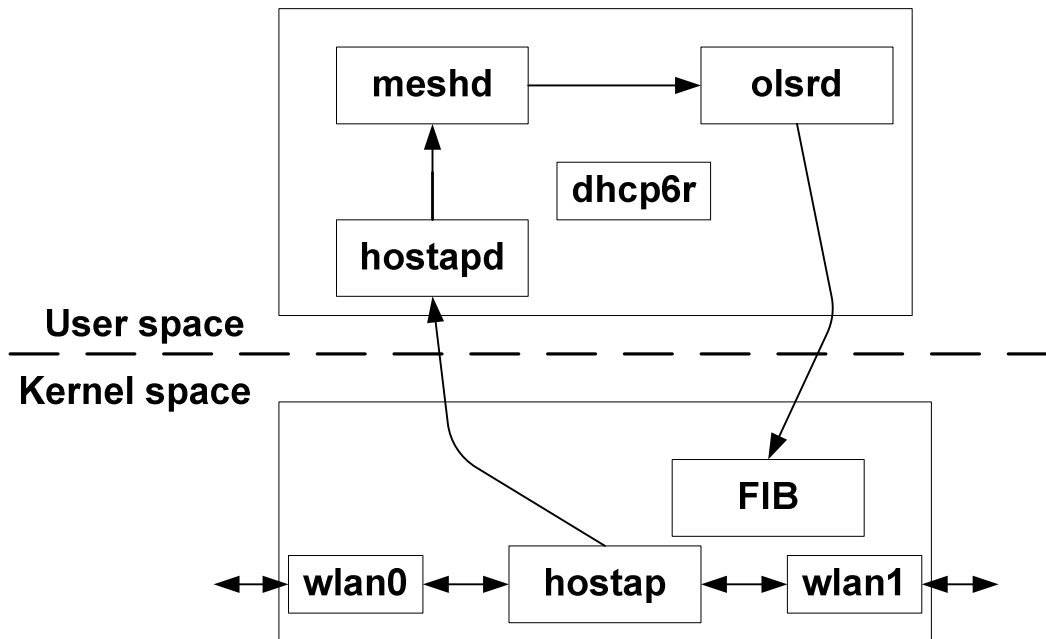 meshd
olsrd
dhcp6r
hostapd
User space
Kernel space
FIB
wlan0
hostap
wlan1